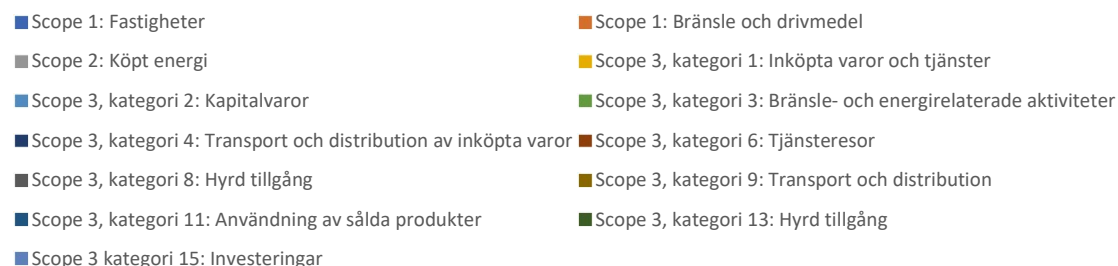 Scope 1: Fastigheter
Scope 1: Bränsle och drivmedel
Scope 2: Köpt energi
Scope 3, kategori 1: Inköpta varor och tjänster
Scope 3, kategori 2: Kapitalvaror
Scope 3, kategori 3: Bränsle- och energirelaterade aktiviteter
Scope 3, kategori 4: Transport och distribution av inköpta varor
Scope 3, kategori 6: Tjänsteresor
Scope 3, kategori 8: Hyrd tillgång
Scope 3, kategori 9: Transport och distribution
Scope 3, kategori 11: Användning av sålda produkter
Scope 3, kategori 13: Hyrd tillgång
Scope 3 kategori 15: Investeringar